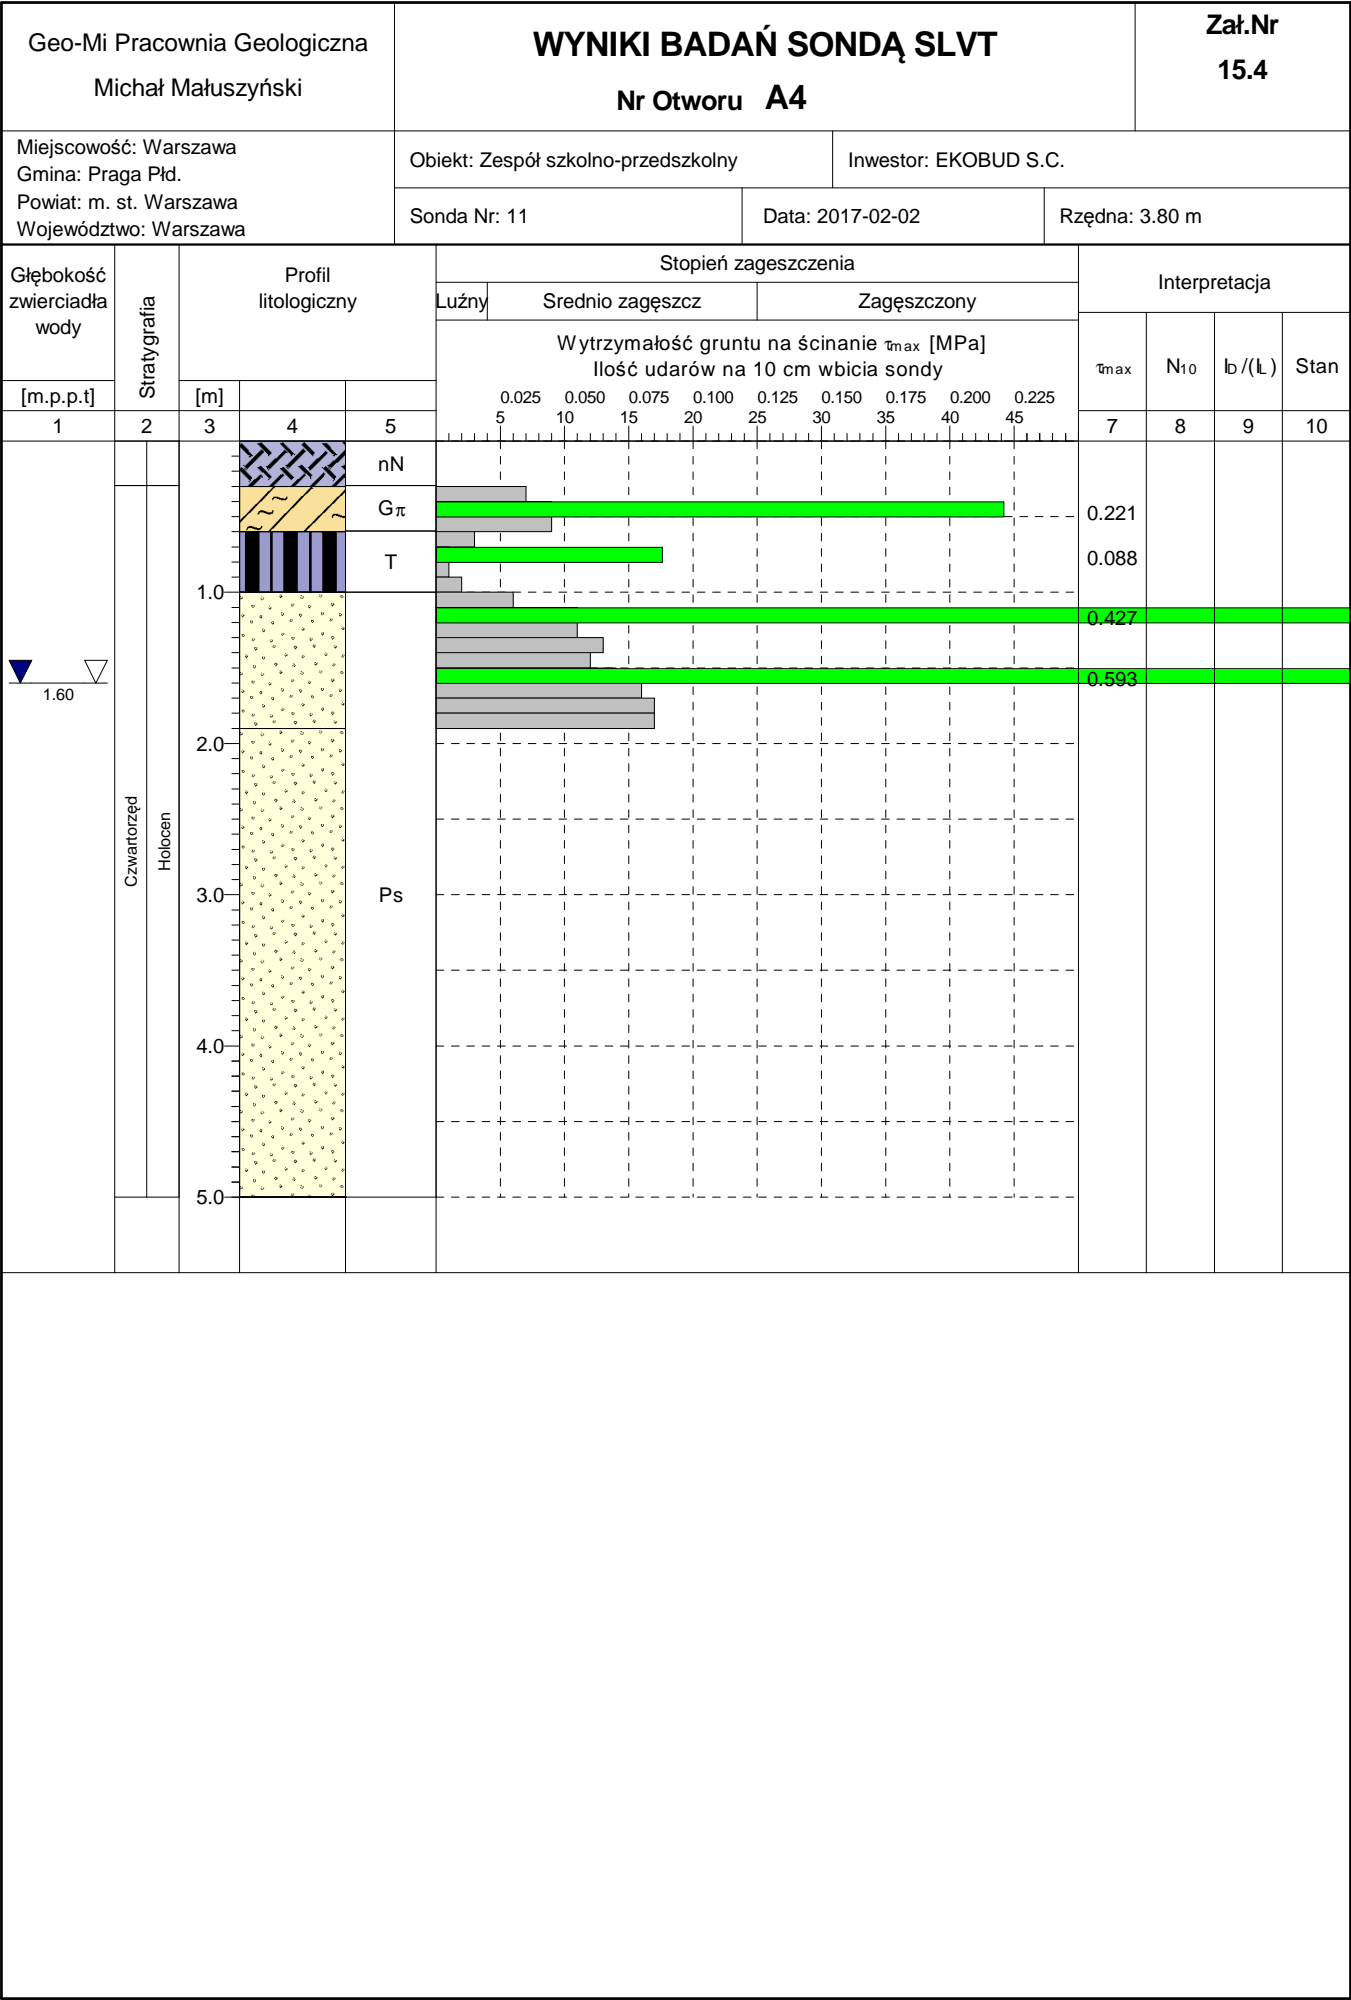 Geo-Mi Pracownia Geologiczna
Michał Małuszyński
WYNIKI BADAŃ SONDĄ SLVT
Nr Otworu A4
Zał.Nr
15.4
Miejscowość: Warszawa
Gmina: Praga Płd.
Powiat: m. st. Warszawa
Województwo: Warszawa
Obiekt: Zespół szkolno-przedszkolny
Inwestor: EKOBUD S.C.
Sonda Nr: 11
Data: 2017-02-02
Rzędna: 3.80 m
Głębokość
zwierciadła
wody
[m.p.p.t]
Stratygrafia
Profil
litologiczny
[m]
Stopień zageszczenia
Luźny
Srednio zagęszcz
Zagęszczony
Wytrzymałość gruntu na ścinanie τmax [MPa]
Ilość udarów na 10 cm wbicia sondy
0.025 0.050 0.075 0.100 0.125 0.150 0.175 0.200 0.225
5 10 15 20 25 30 35 40 45
Interpretacja
τmax N10 ID/(IL) Stan
1 2 3 4 5 7 8 9 10
nN
Gπ
0.221
T
0.088
1.0
0.427
1.60
0.593
2.0
Czwartorzęd
Holocen
3.0
Ps
4.0
5.0